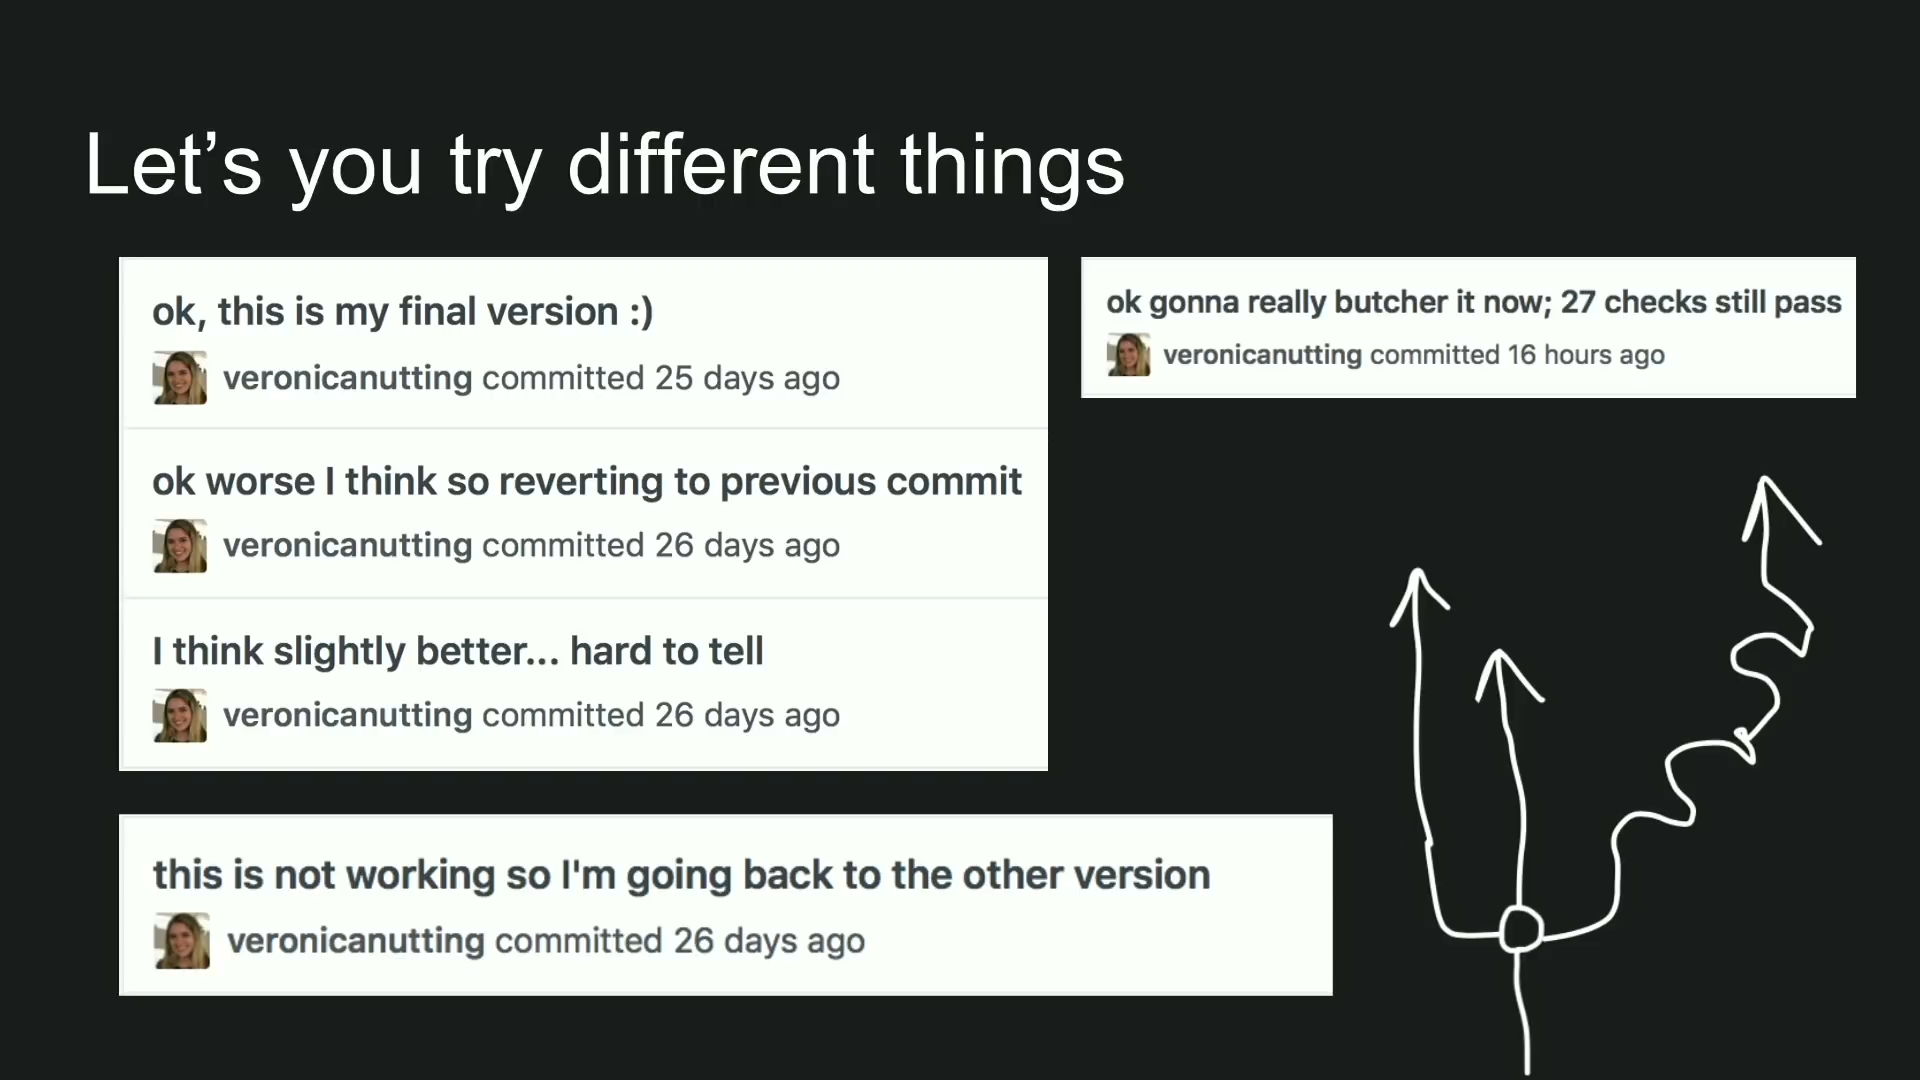 Let’s you try different things
ok, this is my final version :)
veronicanutting committed 25 days ago
ok worse I think so reverting to previous commit
veronicanutting committed 26 days ago
I think slightly better... hard to tell
veronicanutting committed 26 days ago
this is not working so I'm going back to the other version
veronicanutting committed 26 days ago
ok gonna really butcher it now; 27 checks still pass
veronicanutting committed 16 hours ago